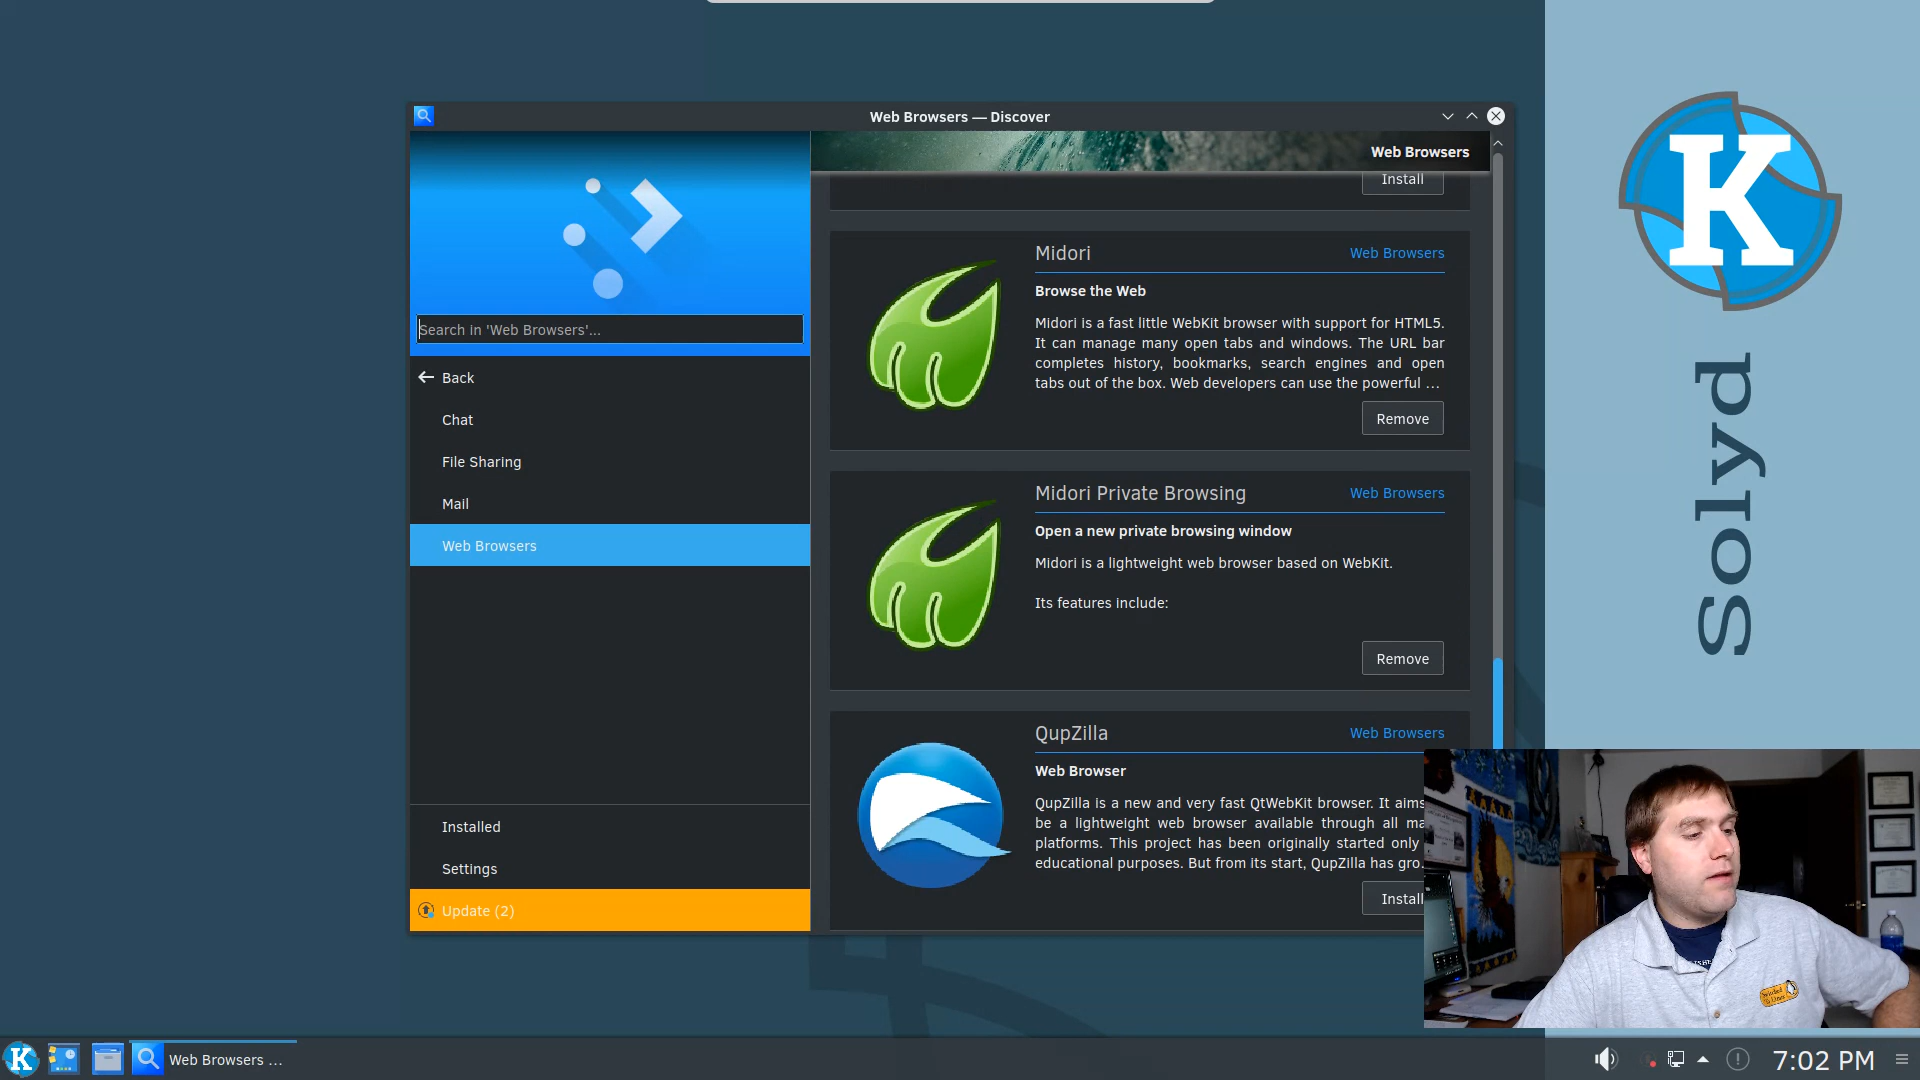 Web Browsers — Discover
Web Browsers
Install
Search in 'Web Browsers'...
Back
Chat
File Sharing
Mail
Web Browsers
Installed
Settings
Update (2)
Midori
Web Browsers
Browse the Web
Midori is a fast little WebKit browser with support for HTML5.
It can manage many open tabs and windows. The URL bar
completes history, bookmarks, search engines and open
tabs out of the box. Web developers can use the powerful ...
Remove
Midori Private Browsing
Web Browsers
Open a new private browsing window
Midori is a lightweight web browser based on WebKit.
Its features include:
Remove
QupZilla
Web Browsers
Web Browser
QupZilla is a new and very fast QtWebKit browser. It aims
be a lightweight web browser available through all ma
platforms. This project has been originally started only
educational purposes. But from its start, QupZilla has gro.
Install
K
Solyd
K
Web Browsers ...
7:02 PM